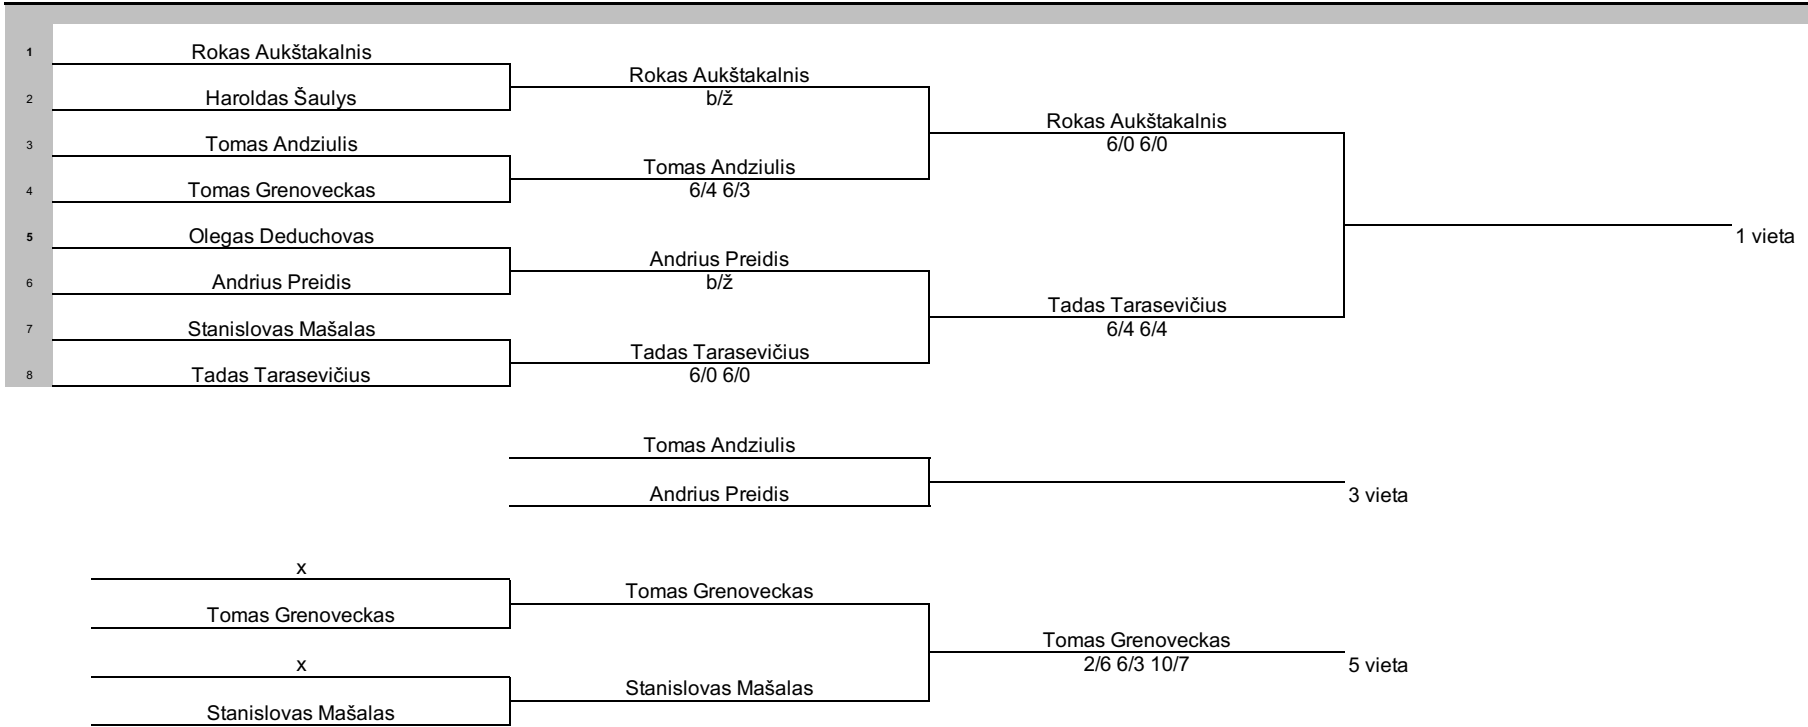 1 Rokas Aukštakalnis
Rokas Aukštakalnis
2 Haroldas Šaulys b/ž
Rokas Aukštakalnis
3 Tomas Andziulis 6/0 6/0
Tomas Andziulis
4 Tomas Grenoveckas 6/4 6/3
5 Olegas Deduchovas 1 vieta
Andrius Preidis
6 Andrius Preidis b/ž
Tadas Tarasevičius
7 Stanislovas Mašalas 6/4 6/4
Tadas Tarasevičius
8 Tadas Tarasevičius 6/0 6/0
Tomas Andziulis
Andrius Preidis 3 vieta
x
Tomas Grenoveckas
Tomas Grenoveckas
Tomas Grenoveckas
x 2/6 6/3 10/7 5 vieta
Stanislovas Mašalas
Stanislovas Mašalas